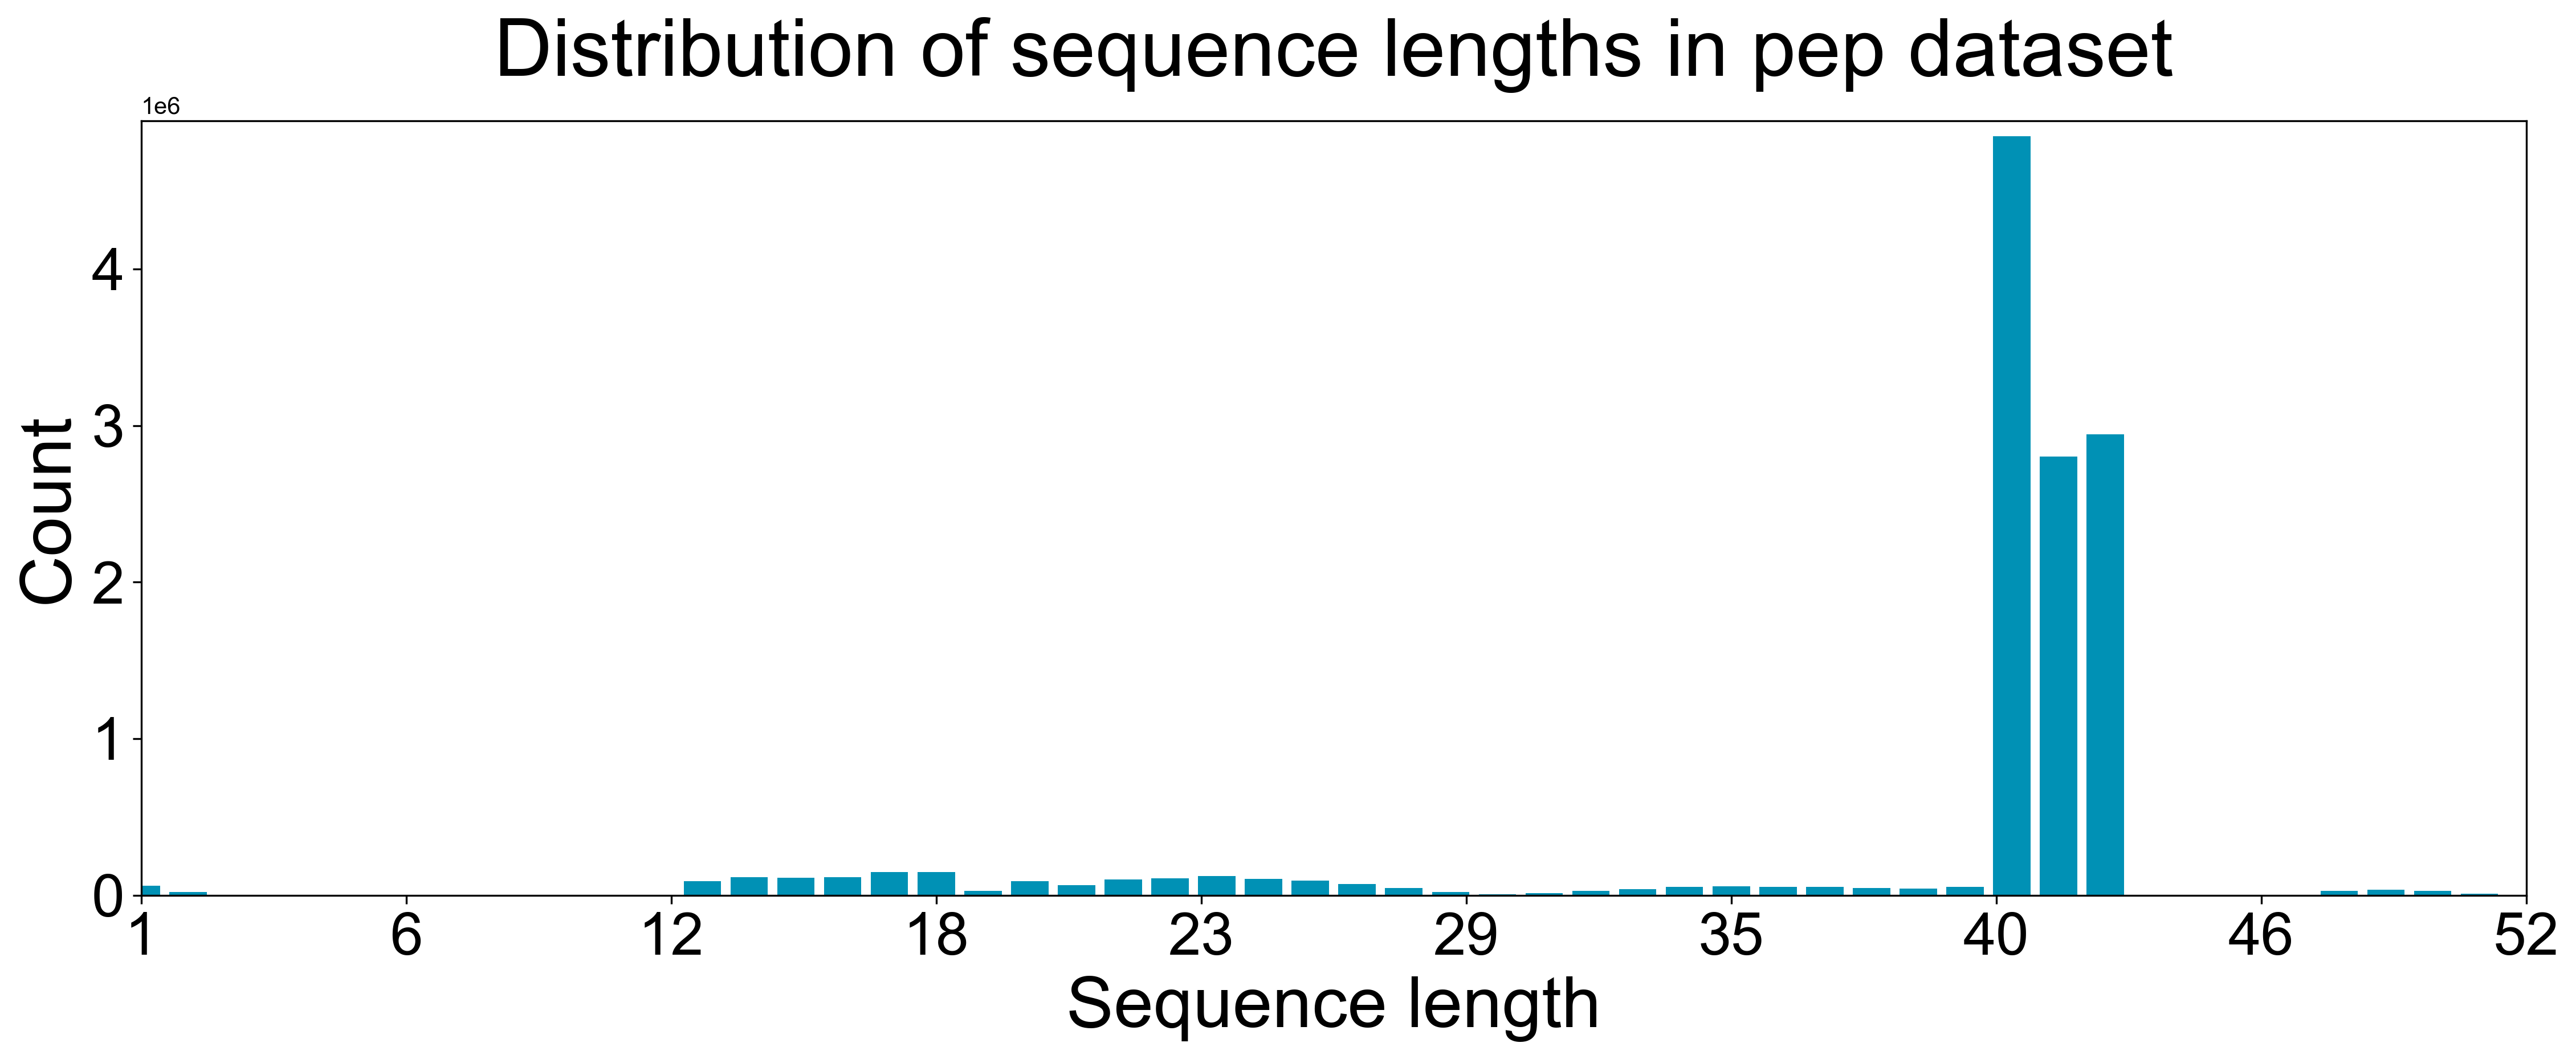 Distribution of sequence lengths in pep dataset
1e6
4
3
2
1
0
Count
1 6 12 18 23 29 35 40 46 52
Sequence length